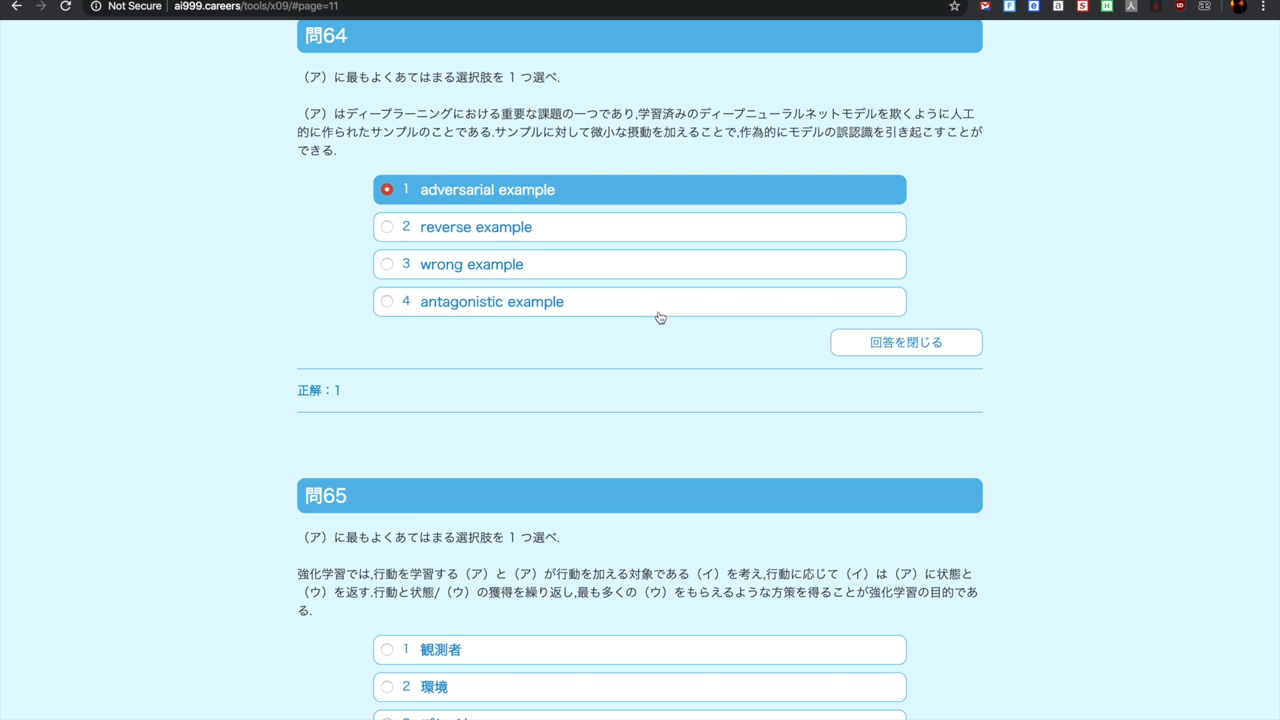 Not Secure ai999.careers/tools/x09/#page=11
問64
（ア）に最もよくあてはまる選択肢を 1 つ選べ.
（ア）はディープラーニングにおける重要な課題の一つであり,学習済みのディープニューラルネットモデルを欺くように人工
的に作られたサンプルのことである.サンプルに対して微小な摂動を加えることで,作為的にモデルの誤認識を引き起こすことが
できる.
1 adversarial example
2 reverse example
3 wrong example
4 antagonistic example
回答を閉じる
正解：1
問65
（ア）に最もよくあてはまる選択肢を 1 つ選べ.
強化学習では,行動を学習する（ア）と（ア）が行動を加える対象である（イ）を考え,行動に応じて（イ）は（ア）に状態と
（ウ）を返す.行動と状態/（ウ）の獲得を繰り返し,最も多くの（ウ）をもらえるような方策を得ることが強化学習の目的であ
る.
1 観測者
2 環境